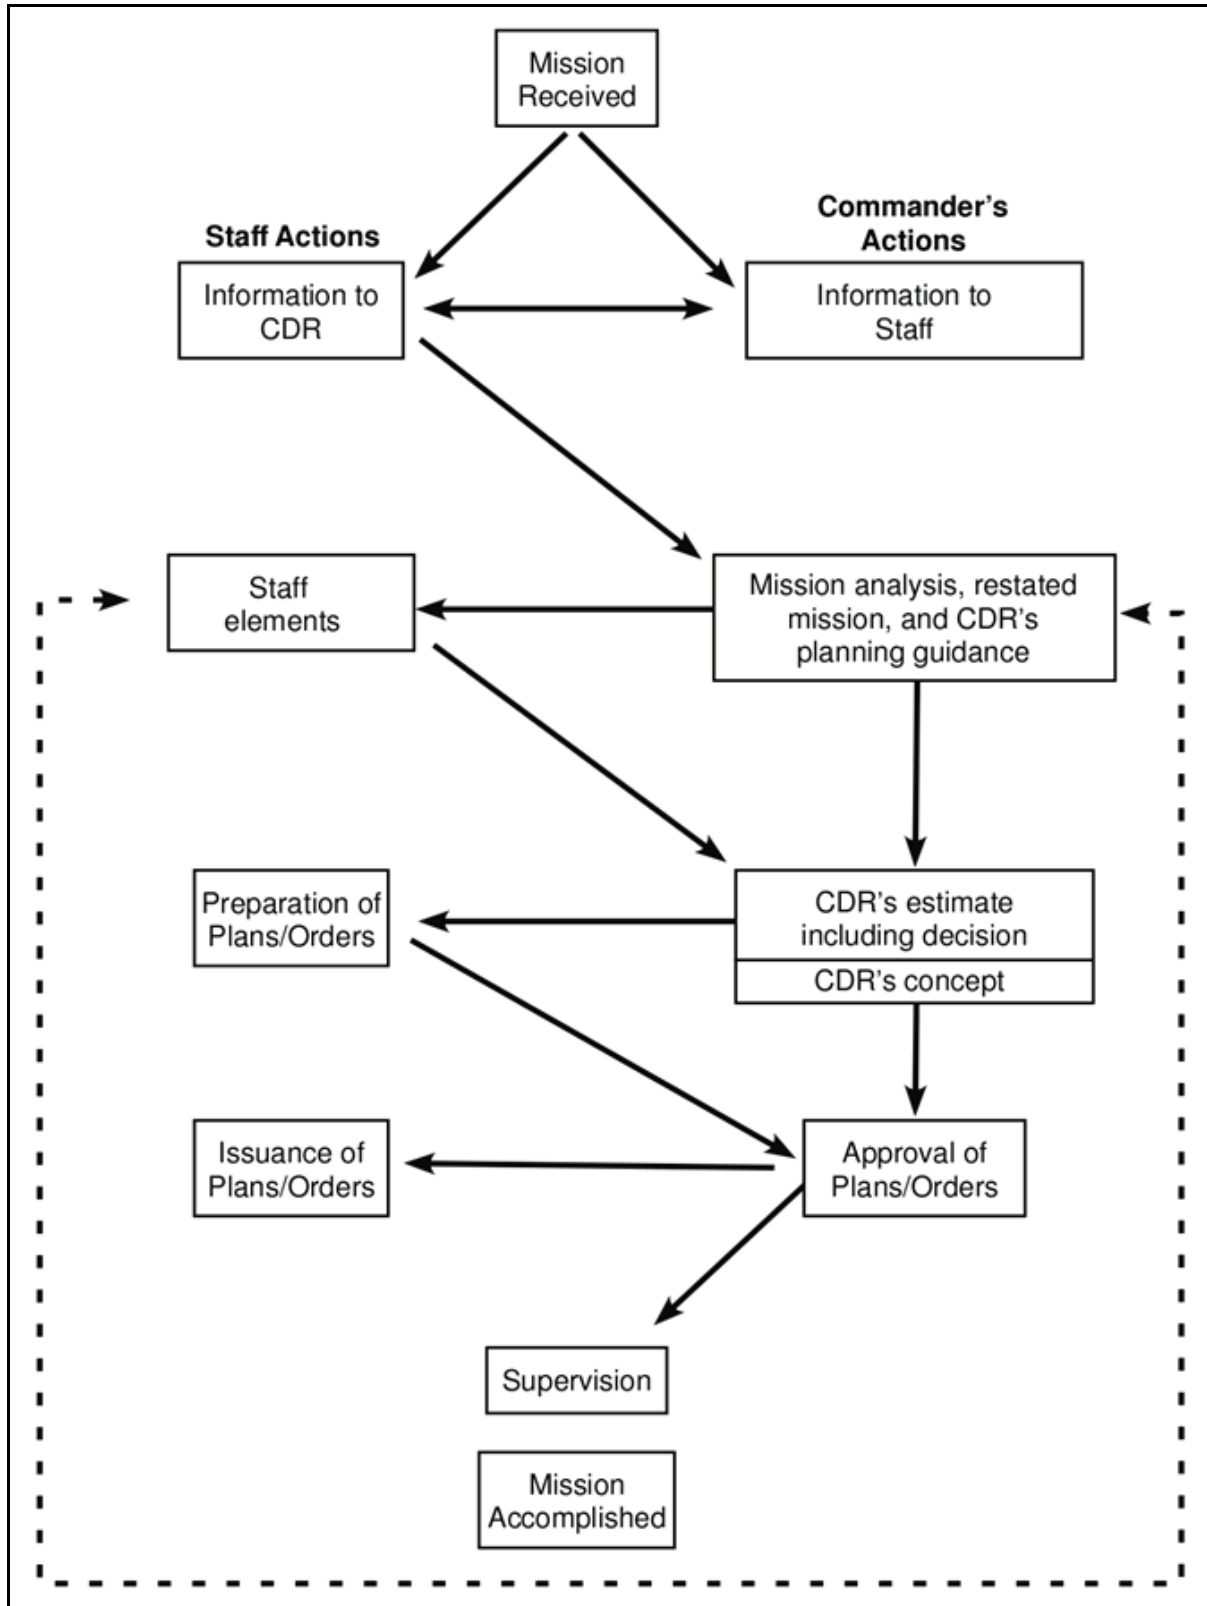 Mission
Received
Staff Actions
Commander's
Actions
Information to
CDR
Information to
Staff
Staff
elements
Mission analysis, restated
mission, and CDR's
planning guidance
Preparation of
Plans/Orders
CDR's estimate
including decision
CDR's concept
Issuance of
Plans/Orders
Approval of
Plans/Orders
Supervision
Mission
Accomplished